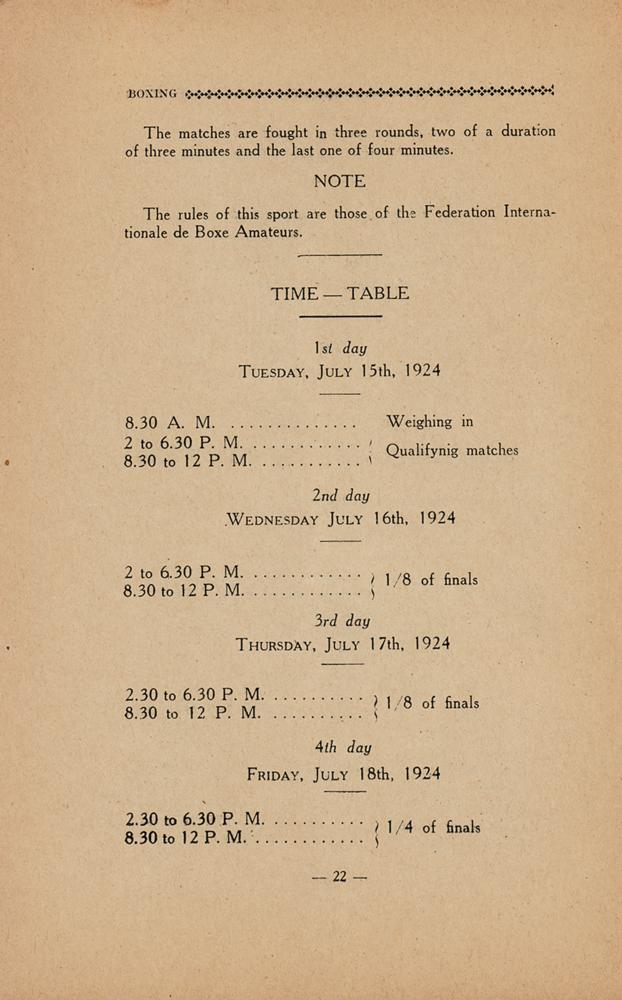 BOXING
The matches are fought in three rounds, two of a duration
of three minutes and the last one of four minutes.
NOTE
The rules of this sport are those of the Federation Interna-
tionale de Boxe Amateurs.
TIME — TABLE
1st day
TUESDAY, JULY 15th, 1924
8.30 A. M. .............. Weighing in
2 to 6.30 P. M. ............
8.30 to 12 P. M. ...........
Qualifynig matches
2nd day
WEDNESDAY JULY 16th, 1924
2 to 6.30 P. M. ............
8.30 to 12 P. M. ............
1/8 of finals
3rd day
THURSDAY, JULY 17th, 1924
2.30 to 6.30 P. M. ..........
8.30 to 12 P. M. ..........
1/8 of finals
4th day
FRIDAY, JULY 18th, 1924
2.30 to 6.30 P. M. ..........
8.30 to 12 P. M. ............
1/4 of finals
— 22 —